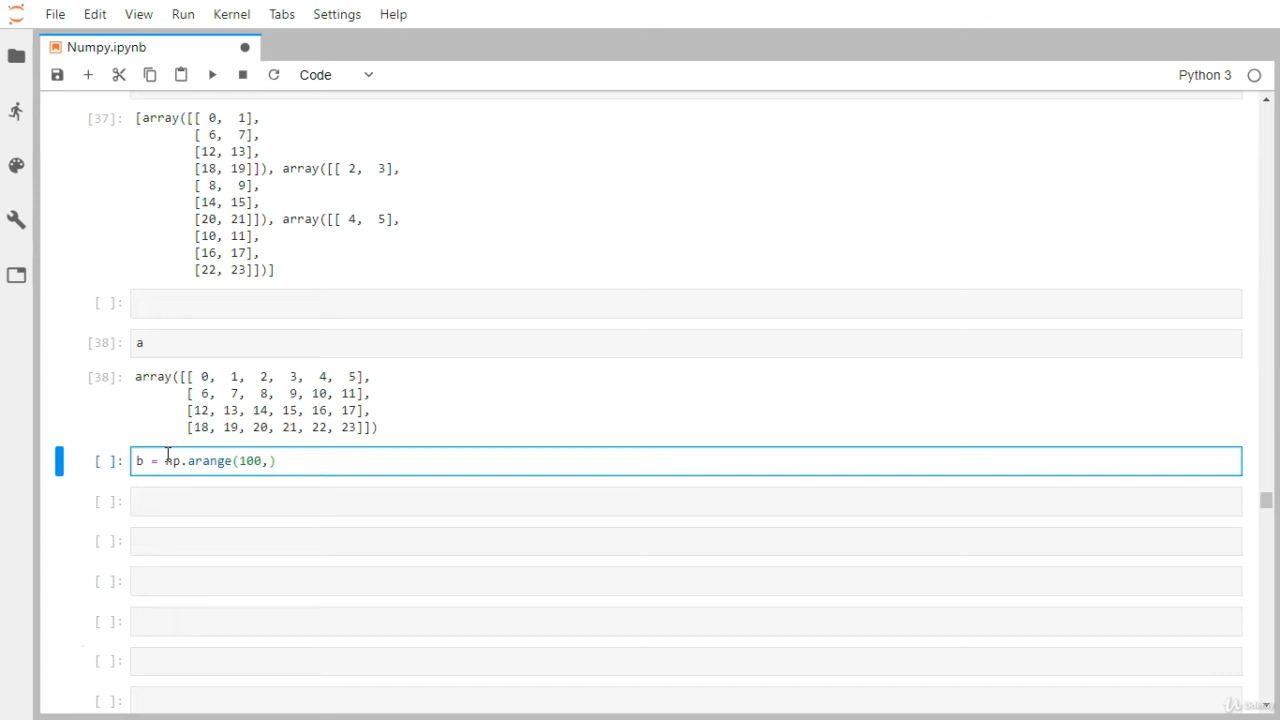 File Edit View Run Kernel Tabs Settings Help
Numpy.ipynb
Code Python 3
[37]: [array([[ 0, 1],
[ 6, 7],
[12, 13],
[18, 19]]), array([[ 2, 3],
[ 8, 9],
[14, 15],
[20, 21]]), array([[ 4, 5],
[10, 11],
[16, 17],
[22, 23]])]
[ ]:
[38]: a
[38]: array([[ 0, 1, 2, 3, 4, 5],
[ 6, 7, 8, 9, 10, 11],
[12, 13, 14, 15, 16, 17],
[18, 19, 20, 21, 22, 23]])
[ ]: b = np.arange(100,)
[ ]:
[ ]:
[ ]:
[ ]:
[ ]:
[ ]: